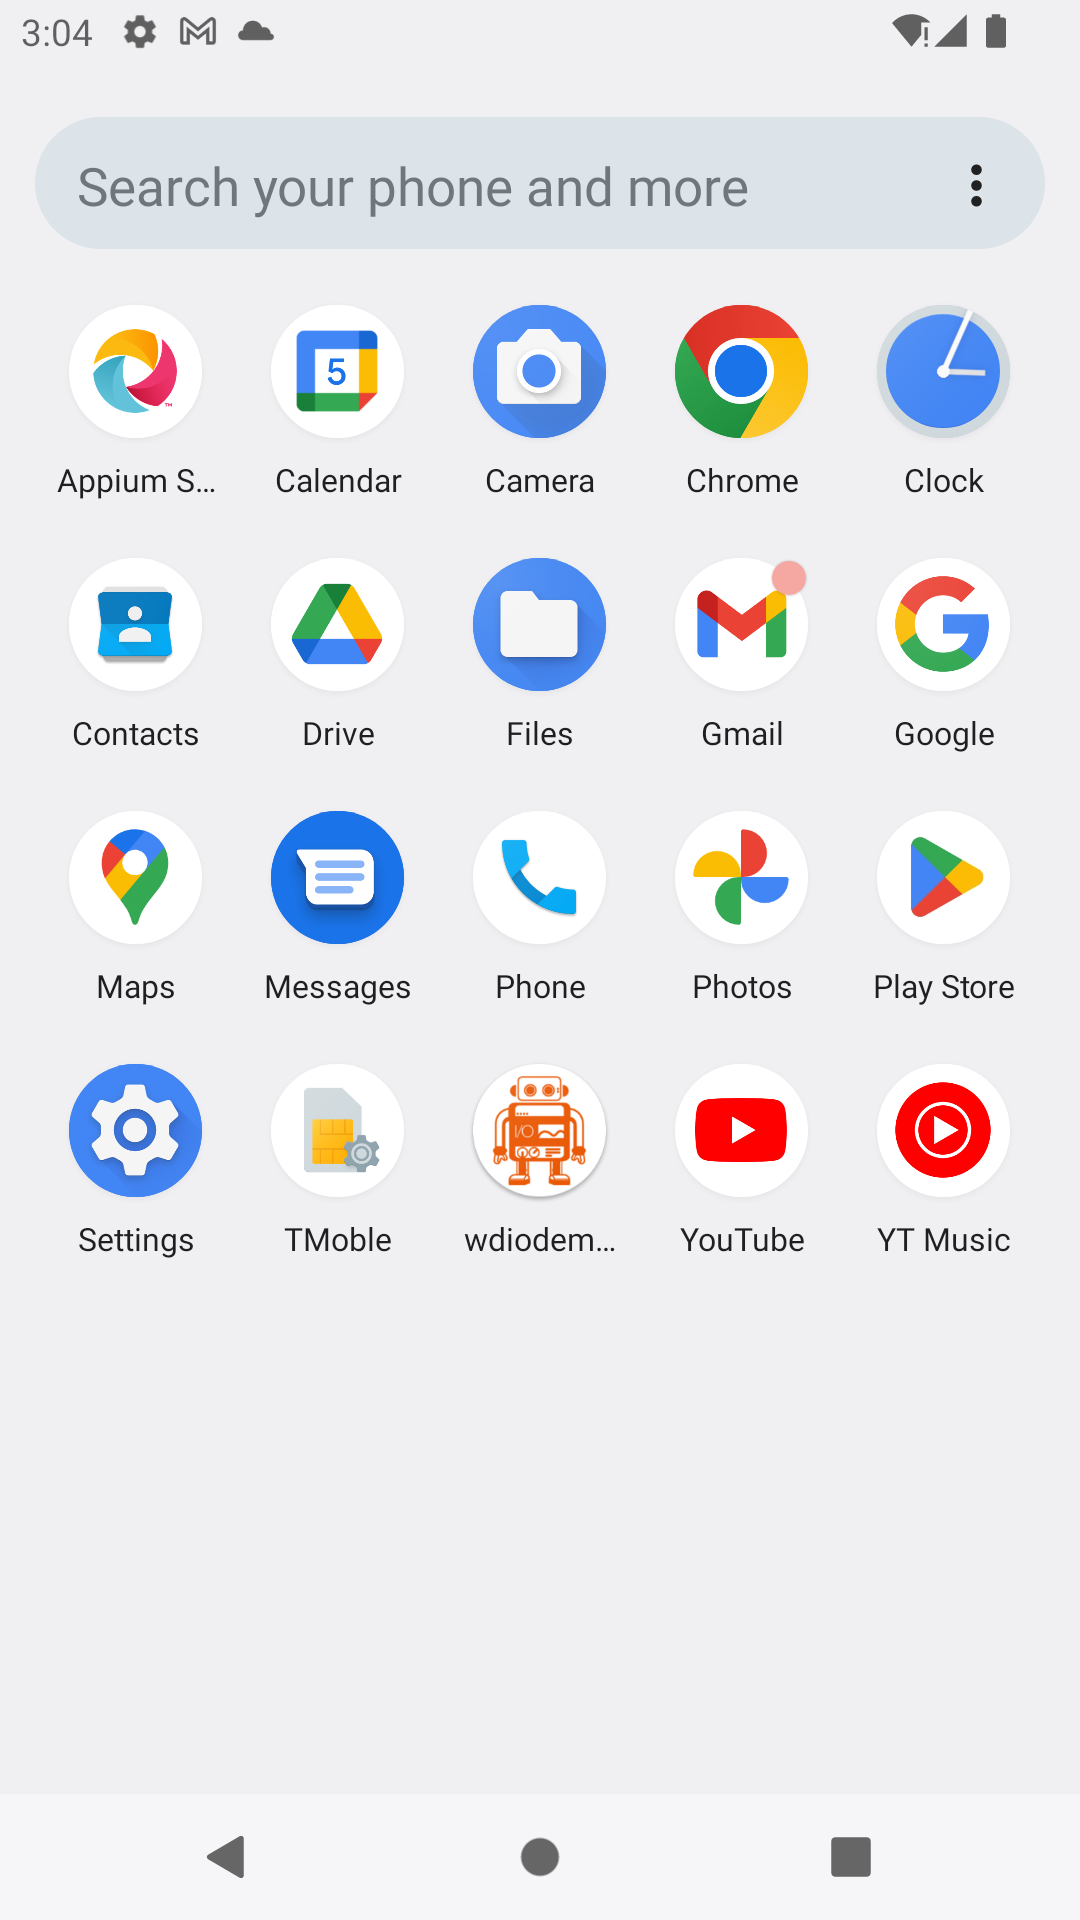 3:04
Search your phone and more
Appium S... Calendar Camera Chrome Clock
Contacts Drive Files Gmail Google
Maps Messages Phone Photos Play Store
Settings TMoble wdiodem... YouTube YT Music